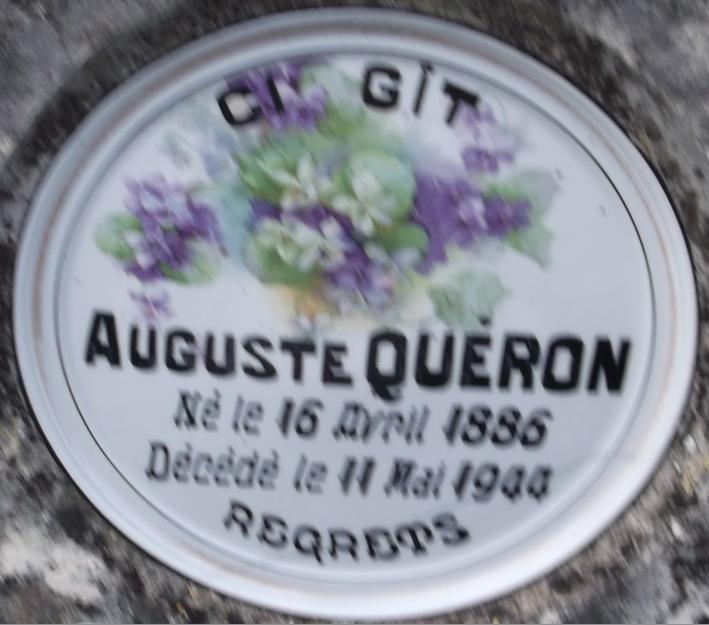 CI GÎT
AUGUSTE QUÉRON
Né le 16 Avril 1886
Décédé le 11 Mai 1944
REGRETS